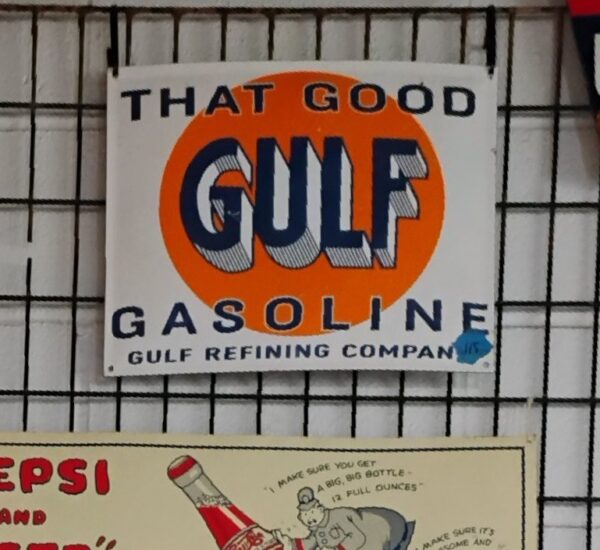 THAT GOOD
GULF
GASOLINE
GULF REFINING COMPAN
EPSI
AND
"I MAKE SURE YOU GET
A BIG, BIG BOTTLE-
12 FULL OUNCES"
MAKE SURE IT'S
AND